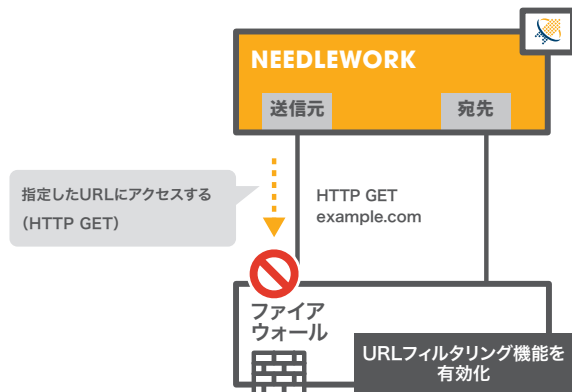 NEEDLEWORK
送信元
宛先
指定したURLにアクセスする
（HTTP GET）
HTTP GET
example.com
ファイア
ウォール
URLフィルタリング機能を
有効化